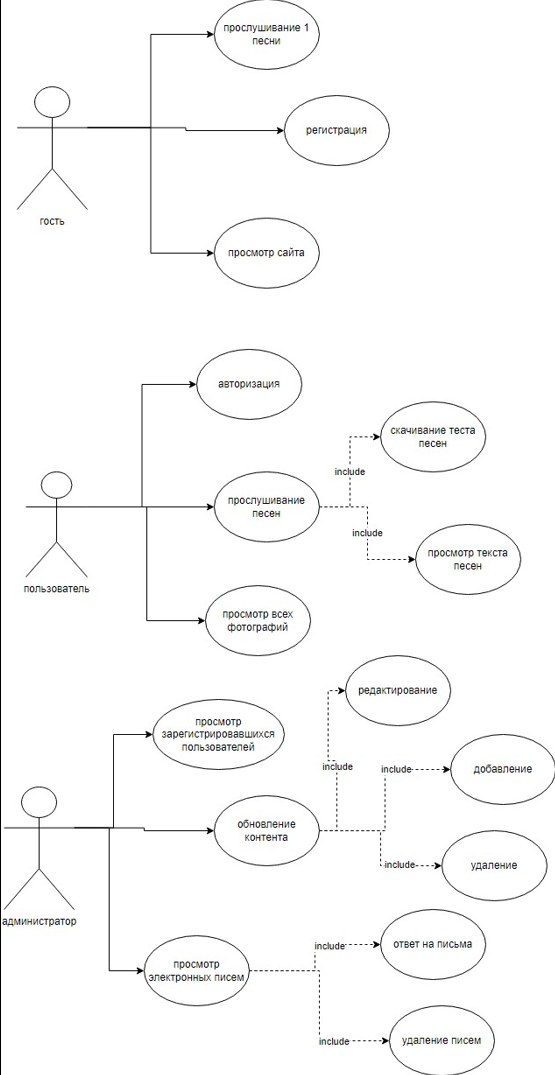 прослушивание 1
песни
регистрация
гость
просмотр сайта
авторизация
скачивание теста
песен
include
прослушивание
песен
include
просмотр текста
песен
пользователь
просмотр всех
фотографий
редактирование
просмотр
зарегистрировавшихся
пользователей
include
include
добавление
обновление
контента
include
удаление
администратор
ответ на письма
include
просмотр
электронных писем
include
удаление писем